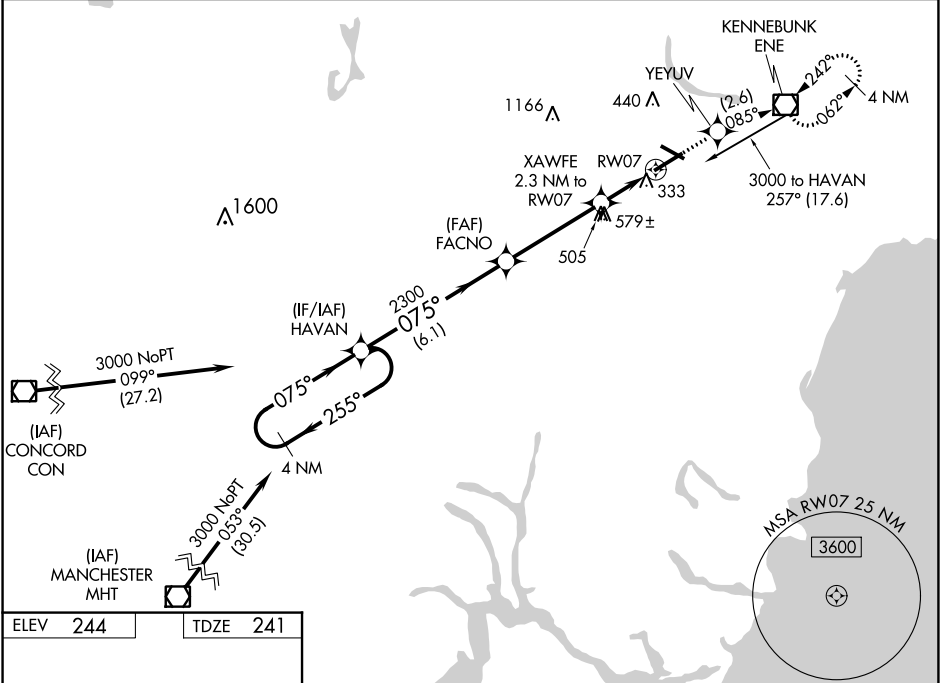 KENNEBUNK
ENE
YEYUV
242°
062°
4 NM
1166
440
(2.6)
085°
XAWFE
2.3 NM to
RW07
RW07
333
3000 to HAVAN
257° (17.6)
1600
579±
505
(FAF)
FACNO
2300
075°
(6.1)
(IF/IAF)
HAVAN
3000 NoPT
099°
(27.2)
075°
255°
4 NM
(IAF)
CONCORD
CON
3000 NoPT
053°
(30.5)
(IAF)
MANCHESTER
MHT
MSA RW07 25 NM
3600
ELEV 244
TDZE 241